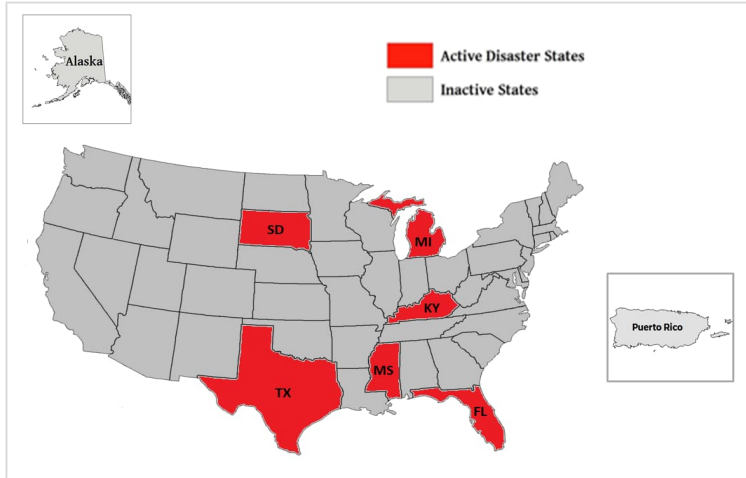 Alaska
Active Disaster States
Inactive States
SD
MI
KY
MS
TX
FL
Puerto Rico